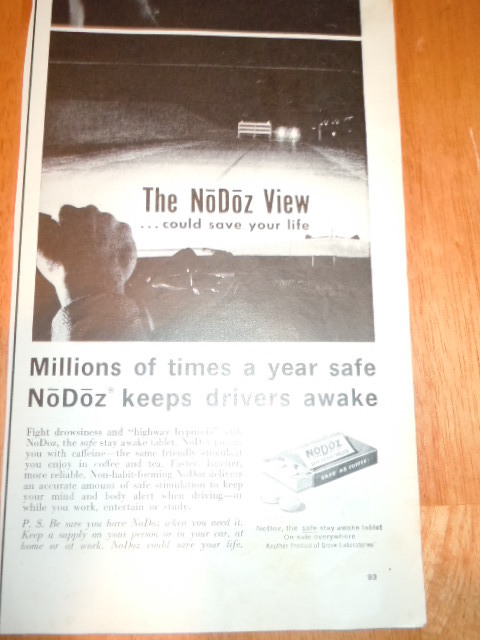 The NōDōz View
...could save your life
Millions of times a year safe
NōDōz® keeps drivers awake
Fight drowsiness and "highway hypnosis" with
NoDoz, the safe stay awake tablet. NoDoz
you with caffeine—the same friendly stimulant
you enjoy in coffee and tea. Faster, handier,
more reliable. Non-habit-forming NoDoz delivers
an accurate amount of safe stimulation to keep
your mind and body alert when driving—or
while you work, entertain or study.
P. S. Be sure you have NoDoz when you need it.
Keep a supply on your person or in your car, at
home or at work. NoDoz could save your life.
NODOZ
SAFE AS COFFEE
NoDoz, the safe stay awake tablet
On sale everywhere
Another Product of Grove Laboratories
93